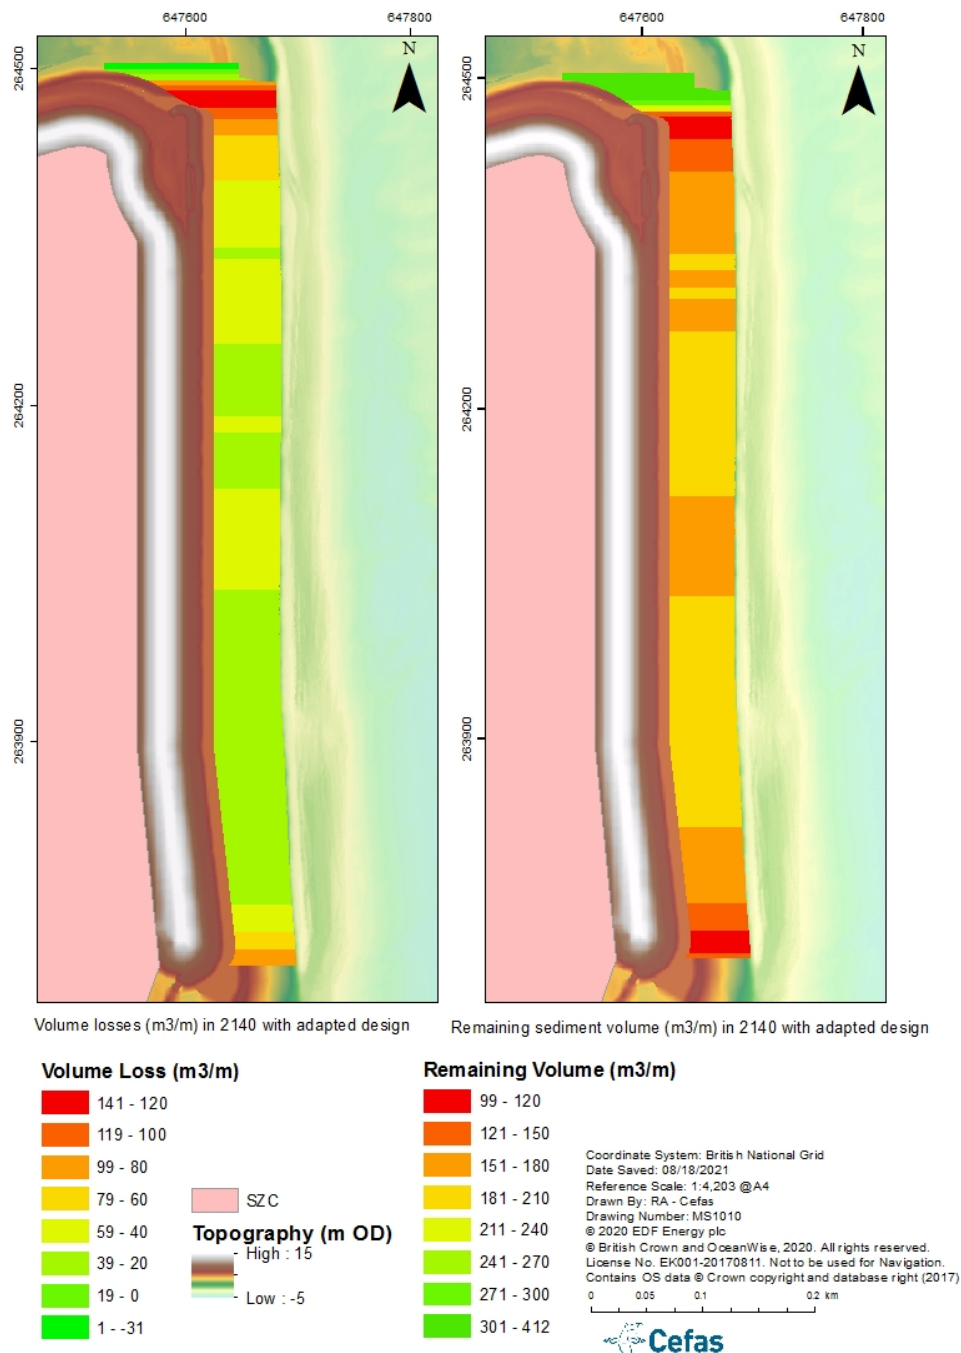 647600 647800
647600 647800
264500
264200
263900
N
264500
264200
263900
N
Volume losses (m3/m) in 2140 with adapted design
Remaining sediment volume (m3/m) in 2140 with adapted design
Volume Loss (m3/m)
141 - 120
119 - 100
99 - 80
79 - 60
59 - 40
39 - 20
19 - 0
1 - -31
SZC
Topography (m OD)
High : 15
Low : -5
Remaining Volume (m3/m)
99 - 120
121 - 150
151 - 180
181 - 210
211 - 240
241 - 270
271 - 300
301 - 412
Coordinate System: British National Grid
Date Saved: 08/18/2021
Reference Scale: 1:4,203 @A4
Drawn By: RA - Cefas
Drawing Number: MS1010
© 2020 EDF Energy plc
© British Crown and OceanWise, 2020. All rights reserved.
License No. EK001-20170811. Not to be used for Navigation.
Contains OS data © Crown copyright and database right (2017)
0 0.05 0.1 0.2 km
Cefas